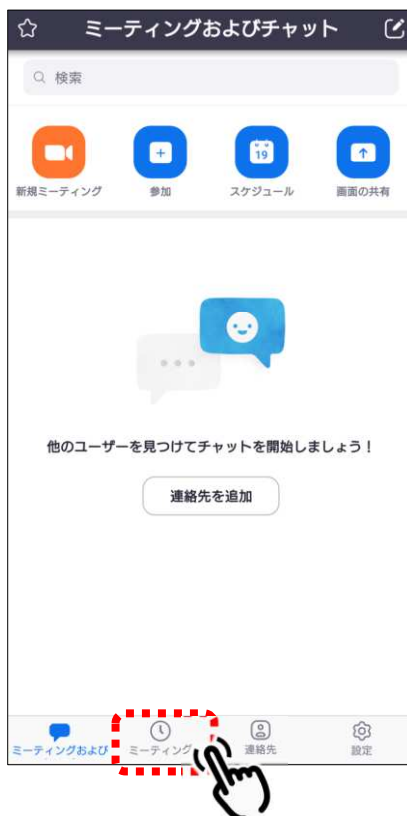 ミーティングおよびチャット
検索
19
新規ミーティング 参加 スケジュール 画面の共有
他のユーザーを見つけてチャットを開始しましょう!
連絡先を追加
ミーティングおよび ミーティング 連絡先 設定